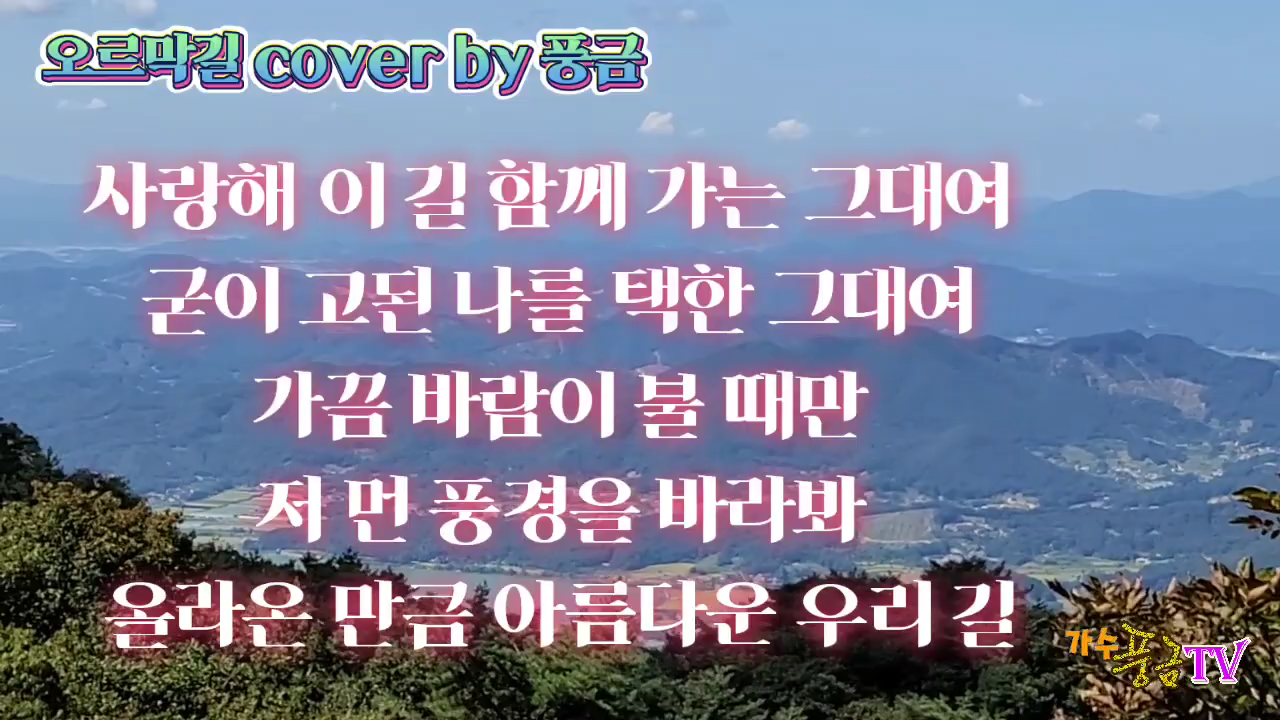 오르막길 cover by 풍금
사랑해 이 길 함께 가는 그대여
굳이 고된 나를 택한 그대여
가끔 바람이 불 때만
저 먼 풍경을 바라봐
올라온 만큼 아름다운 우리 길
가수풍금TV